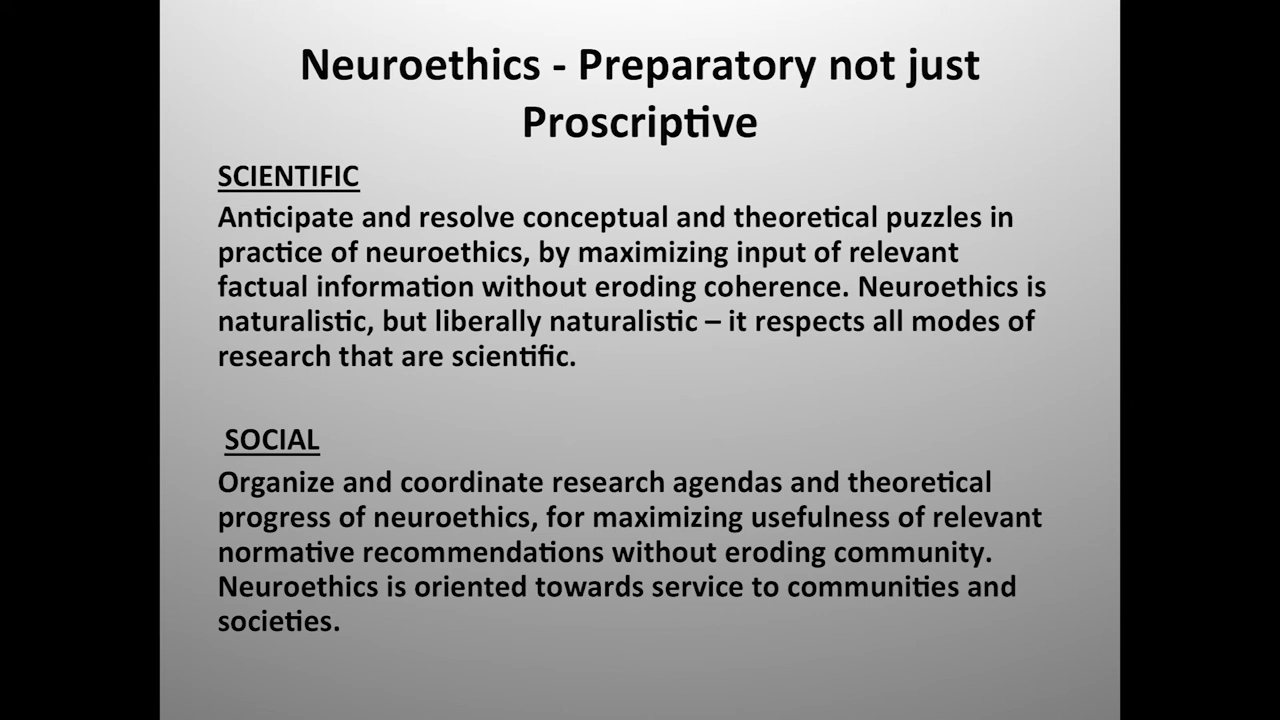 Neuroethics - Preparatory not just
Proscriptive
SCIENTIFIC
Anticipate and resolve conceptual and theoretical puzzles in
practice of neuroethics, by maximizing input of relevant
factual information without eroding coherence. Neuroethics is
naturalistic, but liberally naturalistic – it respects all modes of
research that are scientific.
SOCIAL
Organize and coordinate research agendas and theoretical
progress of neuroethics, for maximizing usefulness of relevant
normative recommendations without eroding community.
Neuroethics is oriented towards service to communities and
societies.